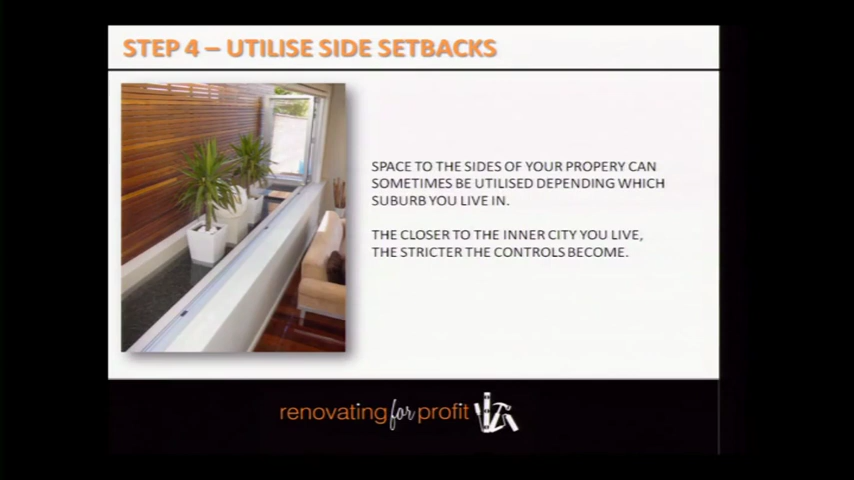 STEP 4 – UTILISE SIDE SETBACKS
SPACE TO THE SIDES OF YOUR PROPERY CAN
SOMETIMES BE UTILISED DEPENDING WHICH
SUBURB YOU LIVE IN.
THE CLOSER TO THE INNER CITY YOU LIVE,
THE STRICTER THE CONTROLS BECOME.
renovating for profit